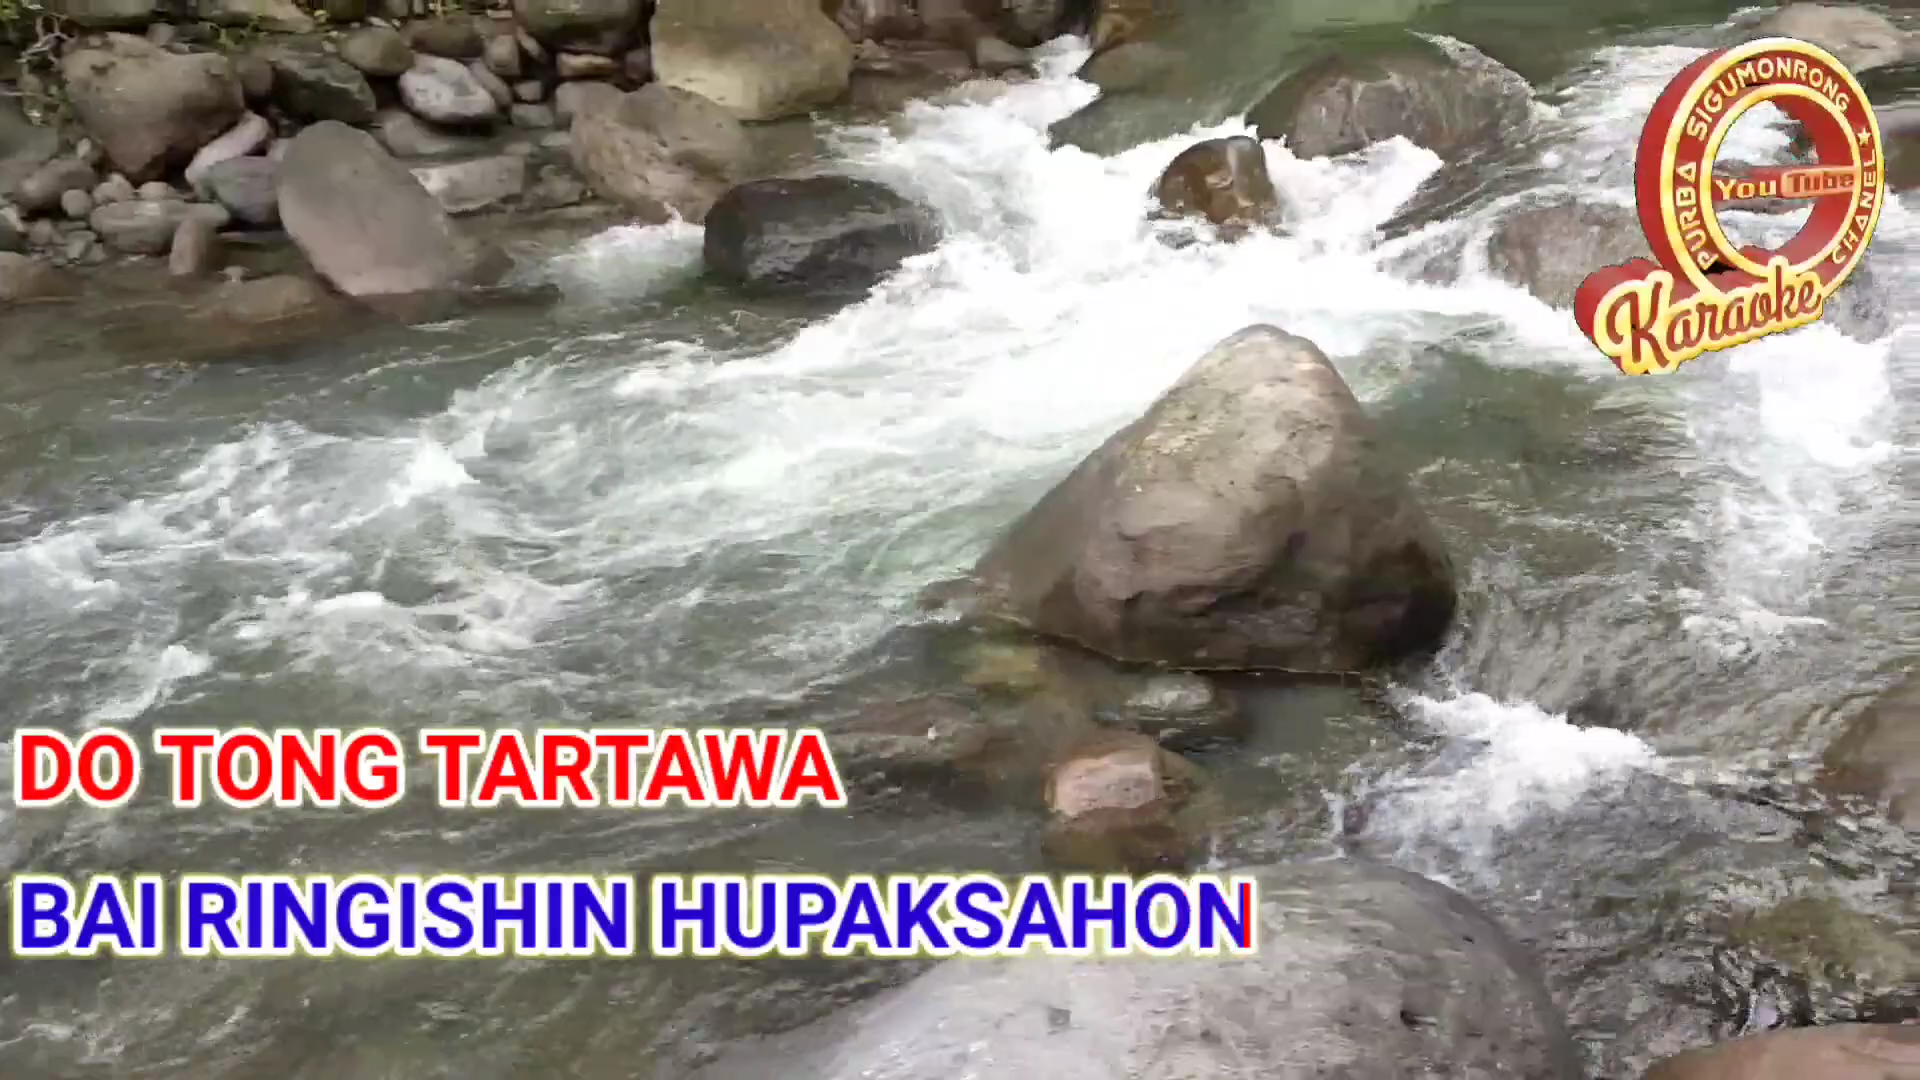 PURBA SIGUMONRONG CHANEL
YouTube
Karaoke
DO TONG TARTAWA
BAI RINGISHIN HUPAKSAHON